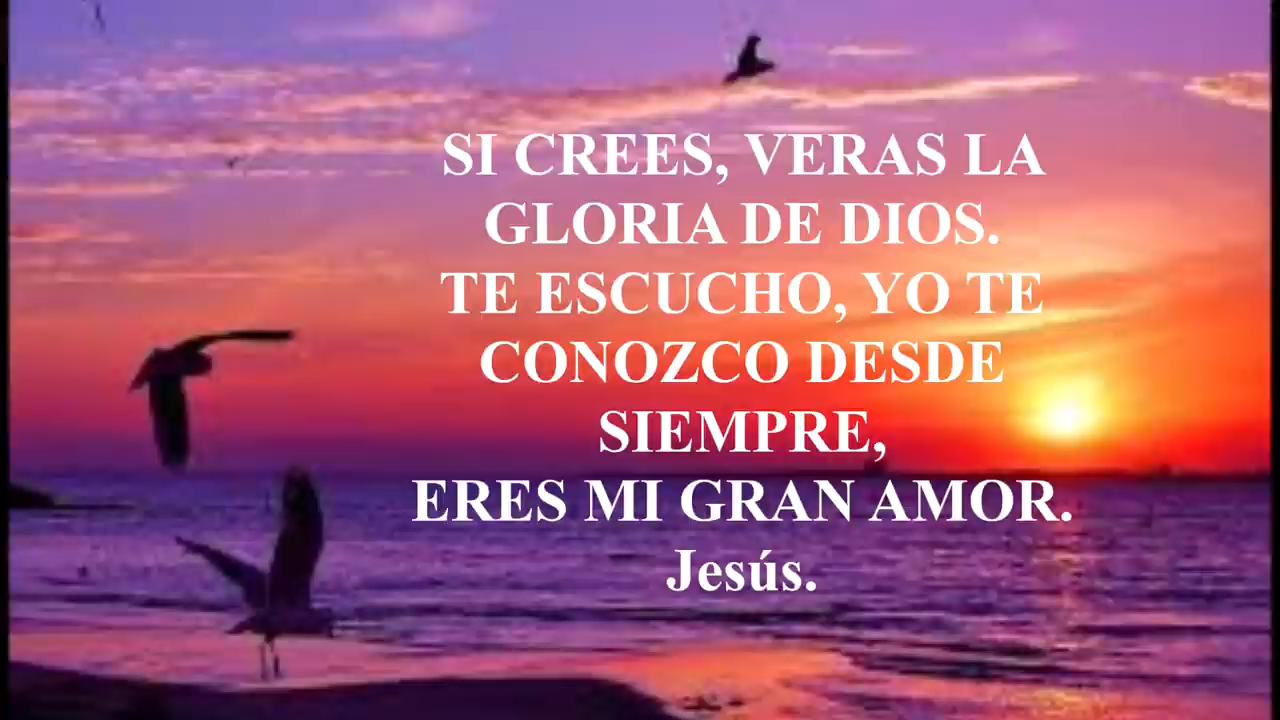 SI CREES, VERAS LA
GLORIA DE DIOS.
TE ESCUCHO, YO TE
CONOZCO DESDE
SIEMPRE,
ERES MI GRAN AMOR.
Jesús.